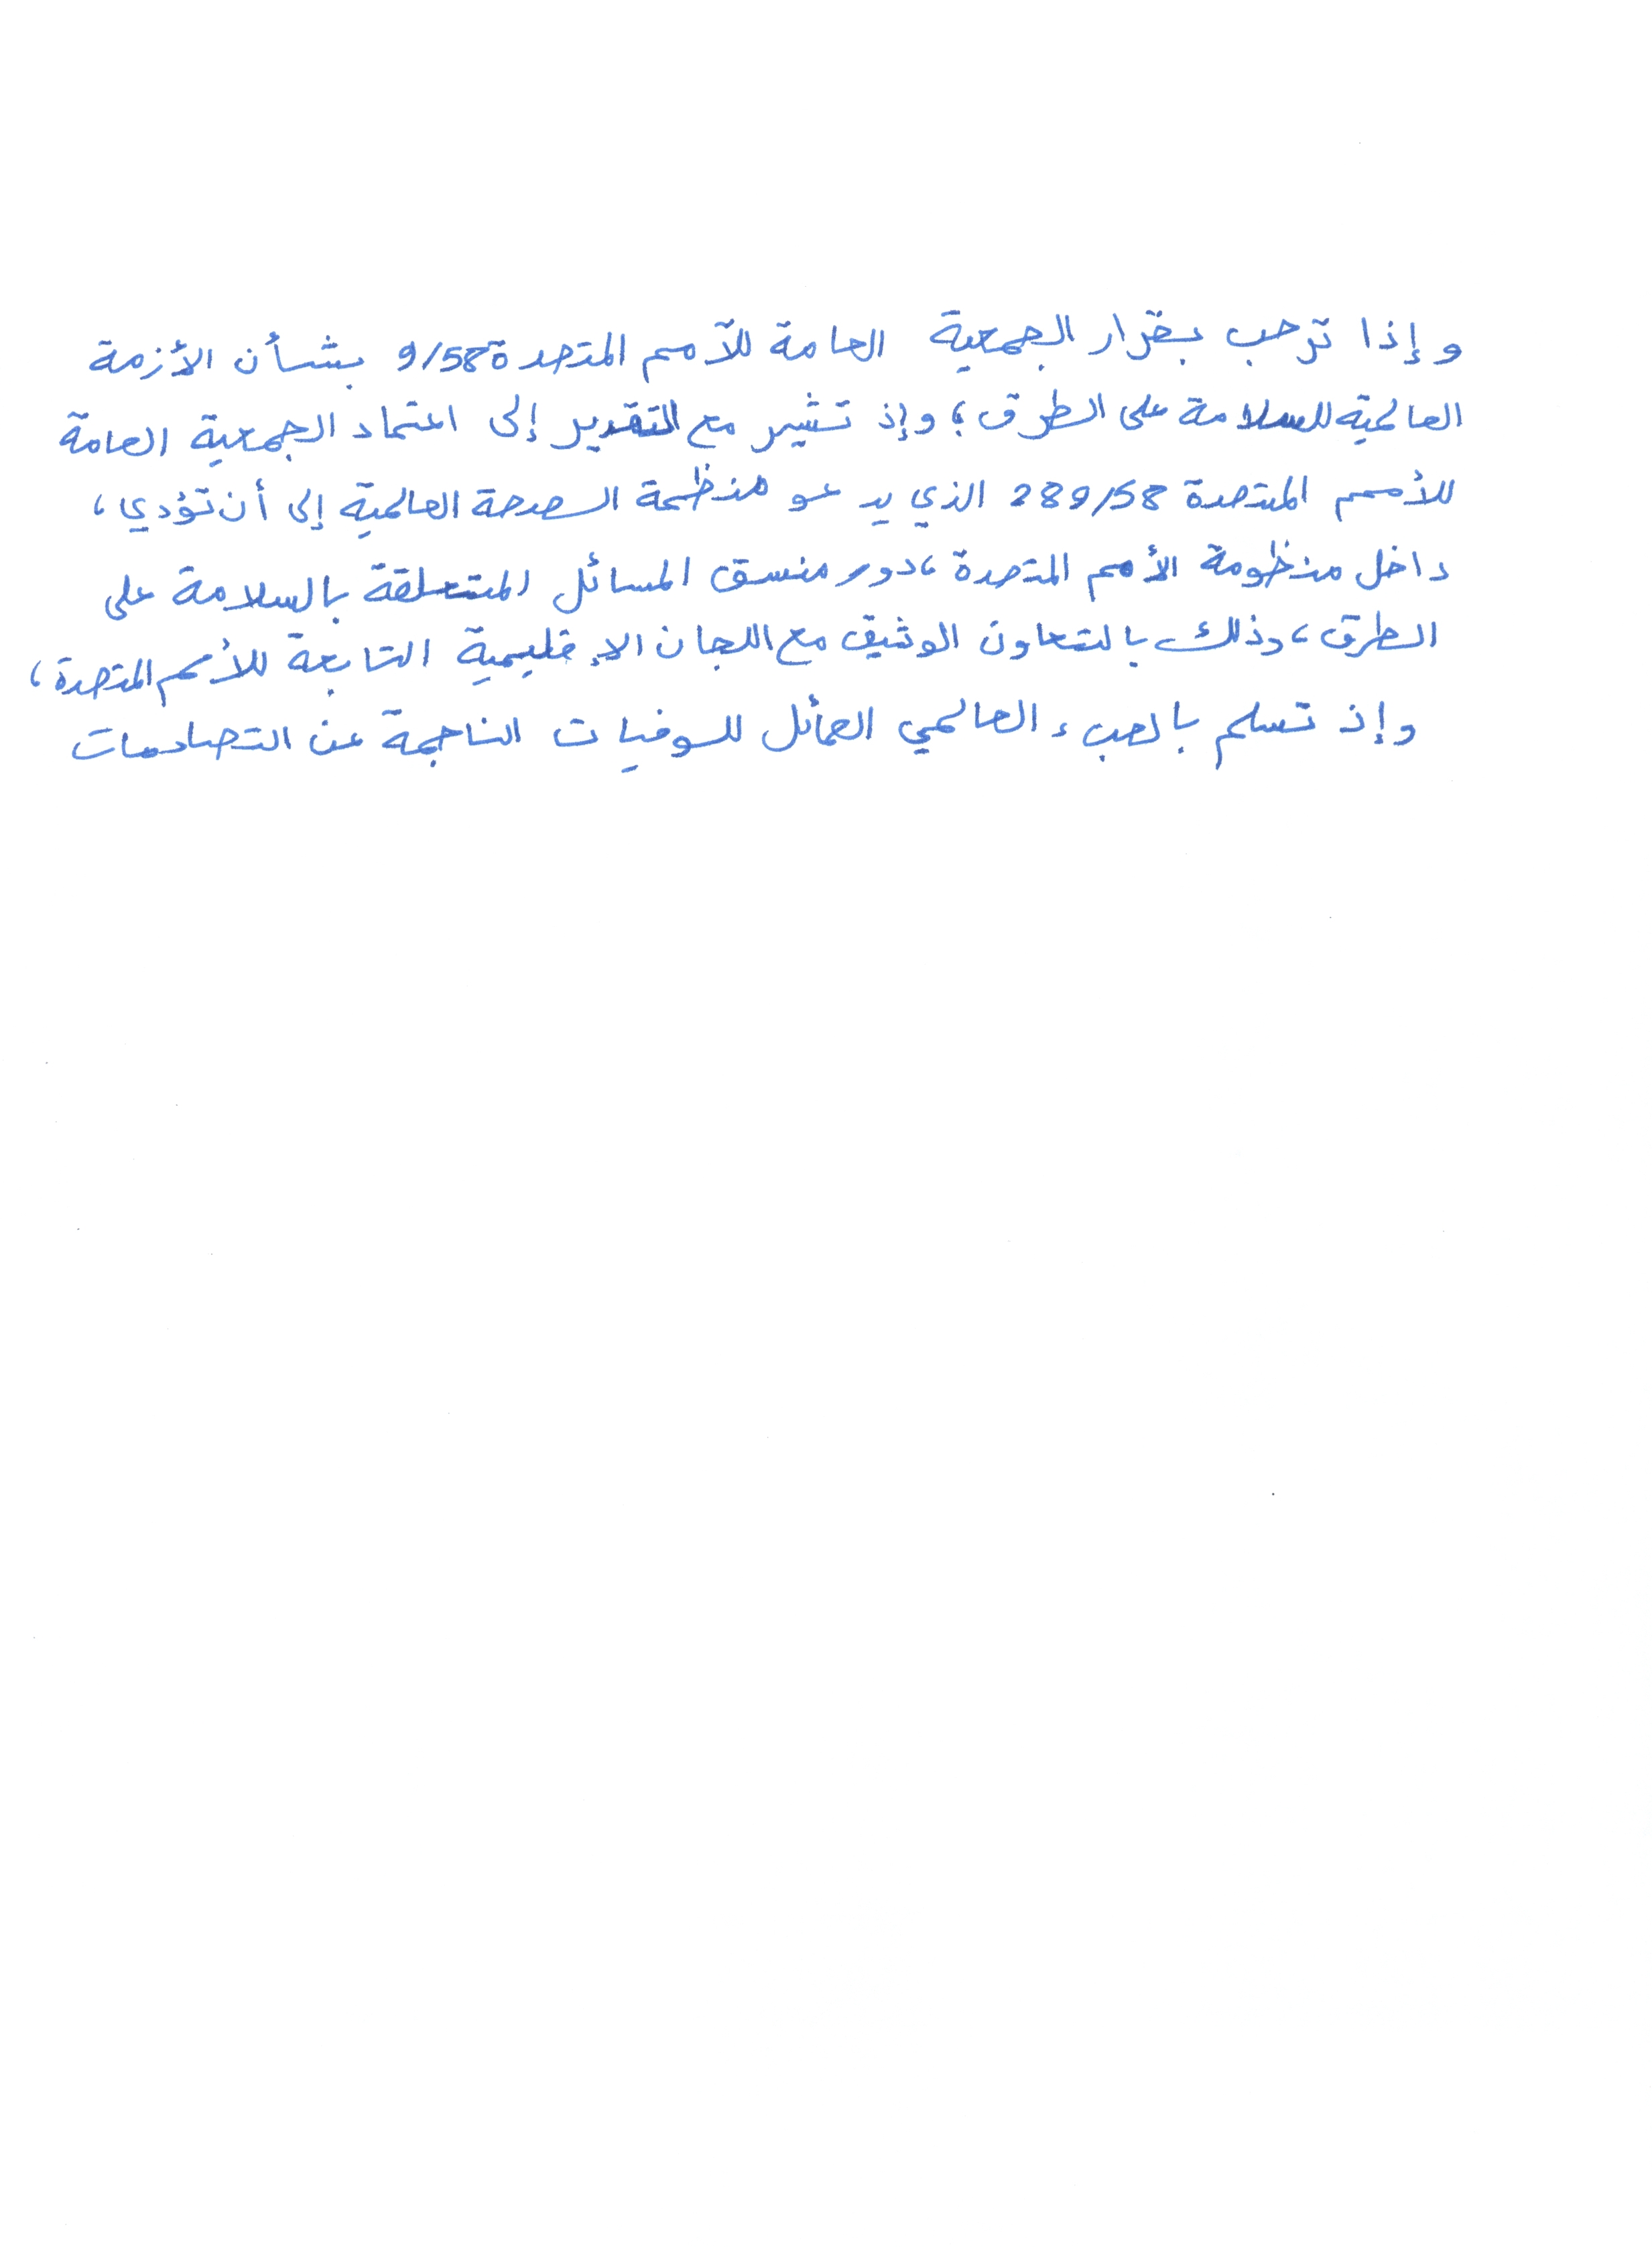 وإذا ترحب بقرار الجمعية العامة للآمم المتحدة 9/58 بشأن الأزمة
العالمية للسلامة على الطرق؛ وإذ تشير مع التقدير إلى اعتماد الجمعية العامة
للأمم المتحدة 289/58 الذي يدعو منظمة الصحة العالمية إلى أن تؤدي،
داخل منظومة الأمم المتحدة، دور منسق المسائل المتعلقة بالسلامة على
الطرق، وذلك بالتعاون الوثيق مع اللجان الإقليمية التابعة للأمم المتحدة،
وإذ تسلم بالعبء العالمي الهائل للوفيات الناجمة عن التصادمات